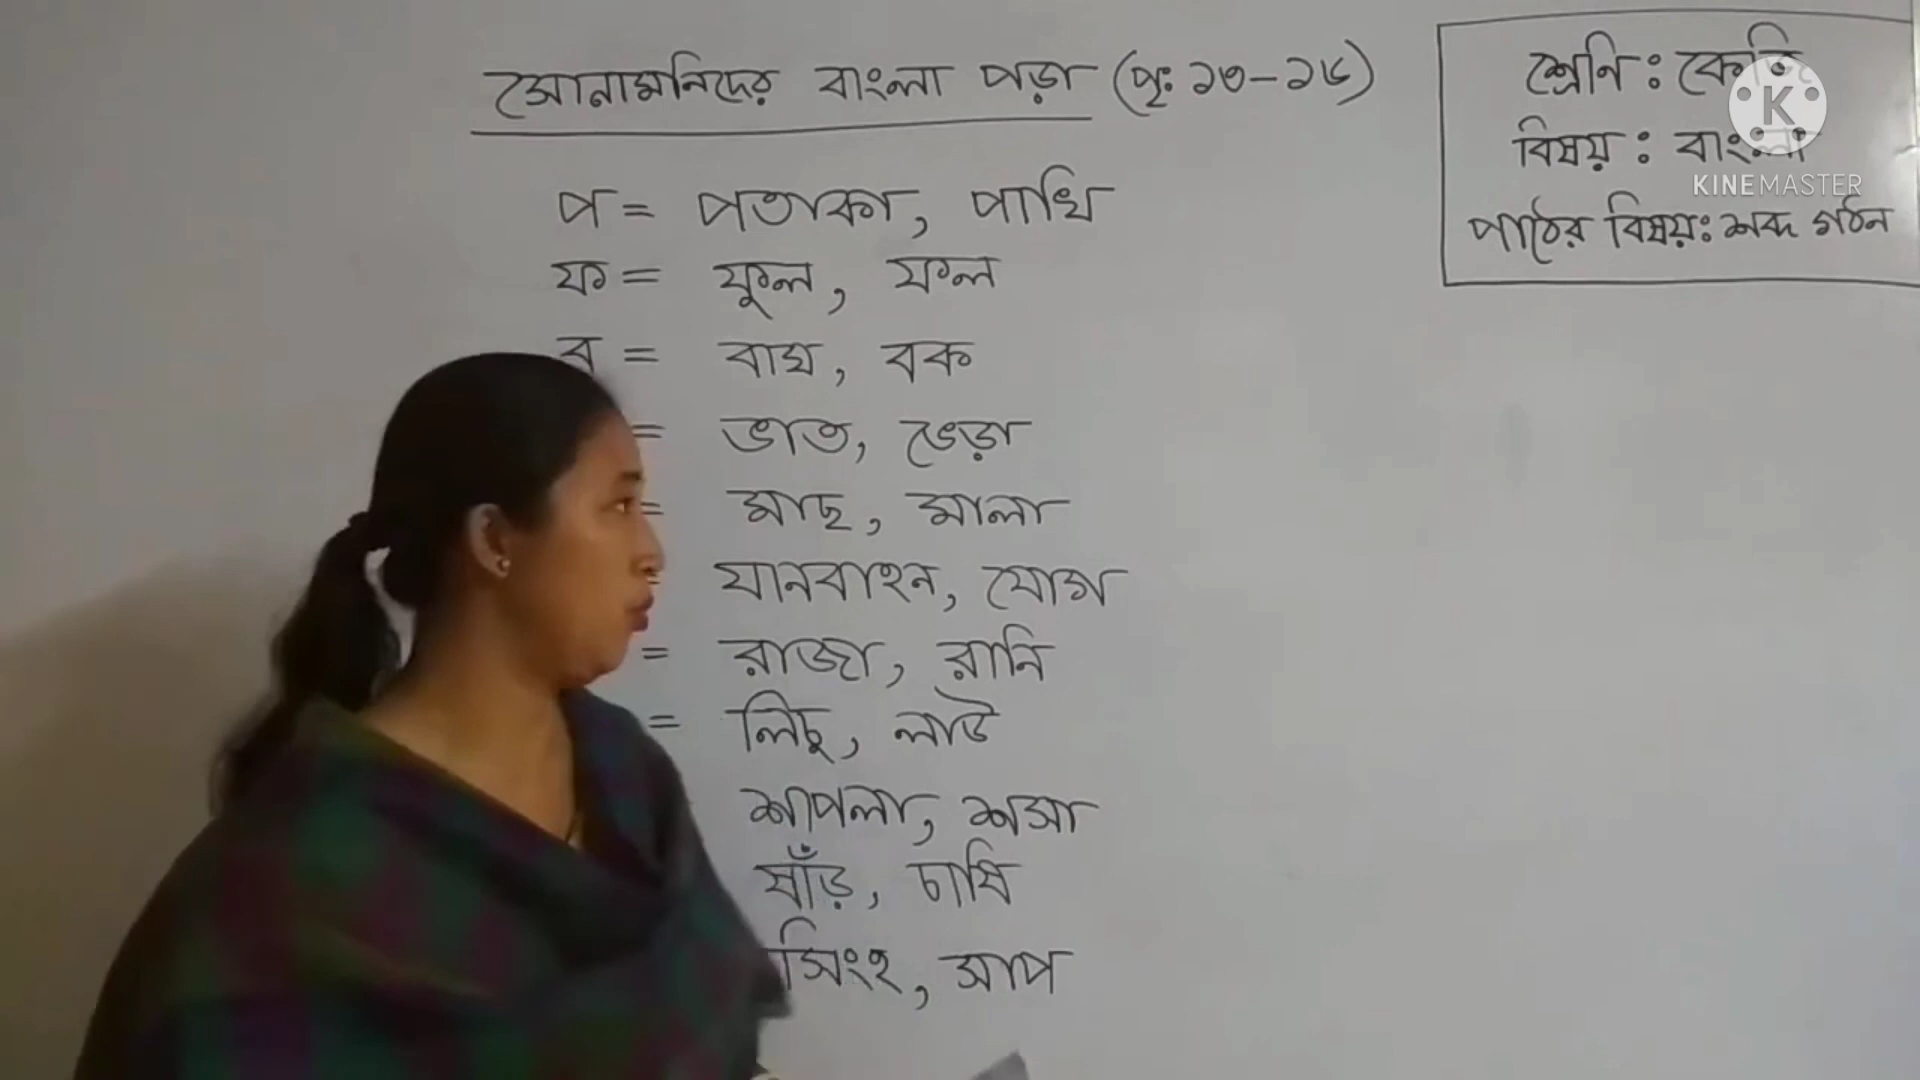 সোনামনিদের বাংলা পড়া (পৃঃ ১৩-১৬)
প = পতাকা, পাখি
ফ = ফুল, ফল
ব = বাঘ, বক
= ভাত, ভেড়া
= মাছ, মালা
= যানবাহন, যোগ
= রাজা, রানি
= লিচু, লাউ
শাপলা, শসা
ষাঁড়, চাষি
সিংহ, সাপ
শ্রেণি : কেজি
বিষয় : বাংলা
পাঠের বিষয়ঃ শব্দ গঠন
K
KINEMASTER